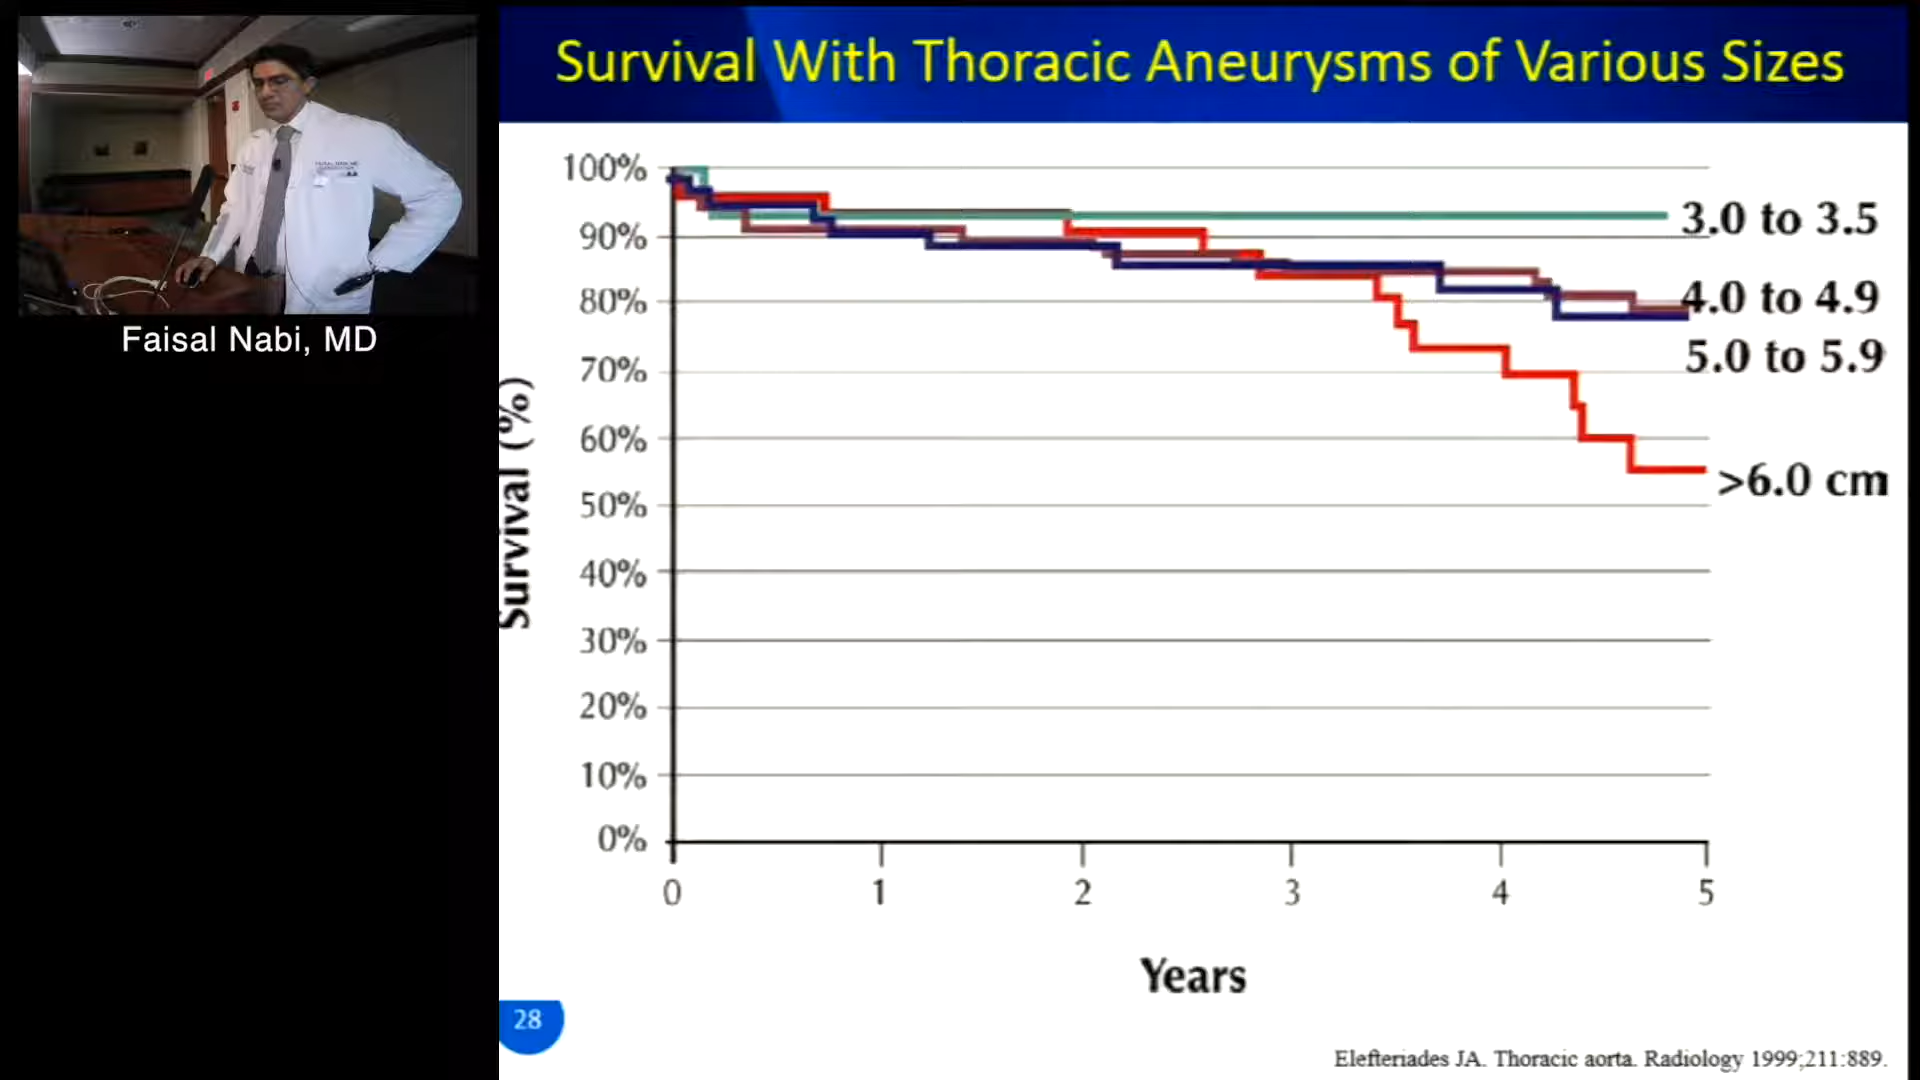 Survival With Thoracic Aneurysms of Various Sizes
Faisal Nabi, MD
Survival (%)
100%
90%
80%
70%
60%
50%
40%
30%
20%
10%
0%
3.0 to 3.5
4.0 to 4.9
5.0 to 5.9
>6.0 cm
0 1 2 3 4 5
Years
28
Elefteriades JA. Thoracic aorta. Radiology 1999;211:889.